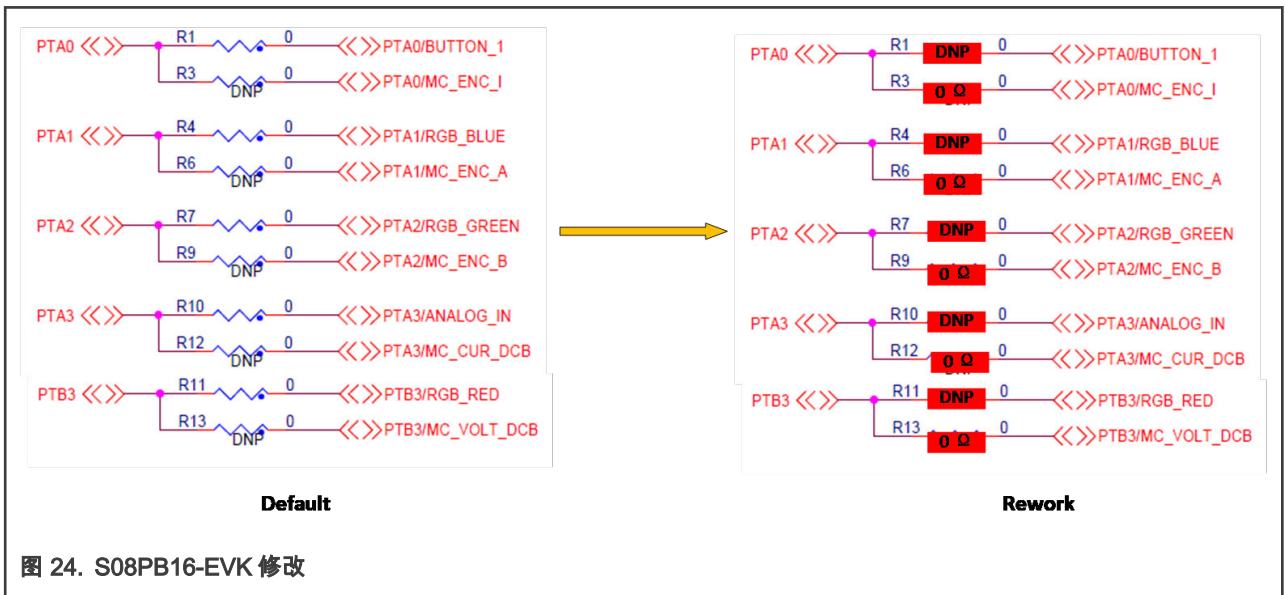 PTA0 R1 0 PTA0/BUTTON_1
R3 DNP 0 PTA0/MC_ENC_I
PTA1 R4 0 PTA1/RGB_BLUE
R6 DNP 0 PTA1/MC_ENC_A
PTA2 R7 0 PTA2/RGB_GREEN
R9 DNP 0 PTA2/MC_ENC_B
PTA3 R10 0 PTA3/ANALOG_IN
R12 DNP 0 PTA3/MC_CUR_DCB
PTB3 R11 0 PTB3/RGB_RED
R13 DNP 0 PTB3/MC_VOLT_DCB
Default
PTA0 R1 DNP 0 PTA0/BUTTON_1
R3 0 Ω 0 PTA0/MC_ENC_I
PTA1 R4 DNP 0 PTA1/RGB_BLUE
R6 0 Ω 0 PTA1/MC_ENC_A
PTA2 R7 DNP 0 PTA2/RGB_GREEN
R9 0 Ω 0 PTA2/MC_ENC_B
PTA3 R10 DNP 0 PTA3/ANALOG_IN
R12 0 Ω 0 PTA3/MC_CUR_DCB
PTB3 R11 DNP 0 PTB3/RGB_RED
R13 0 Ω 0 PTB3/MC_VOLT_DCB
Rework
图 24. S08PB16-EVK 修改